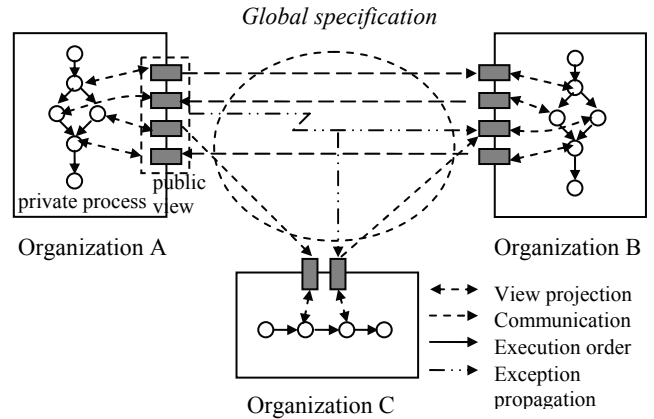 Global specification
private process
public
view
Organization A
Organization B
Organization C
View projection
Communication
Execution order
Exception
propagation